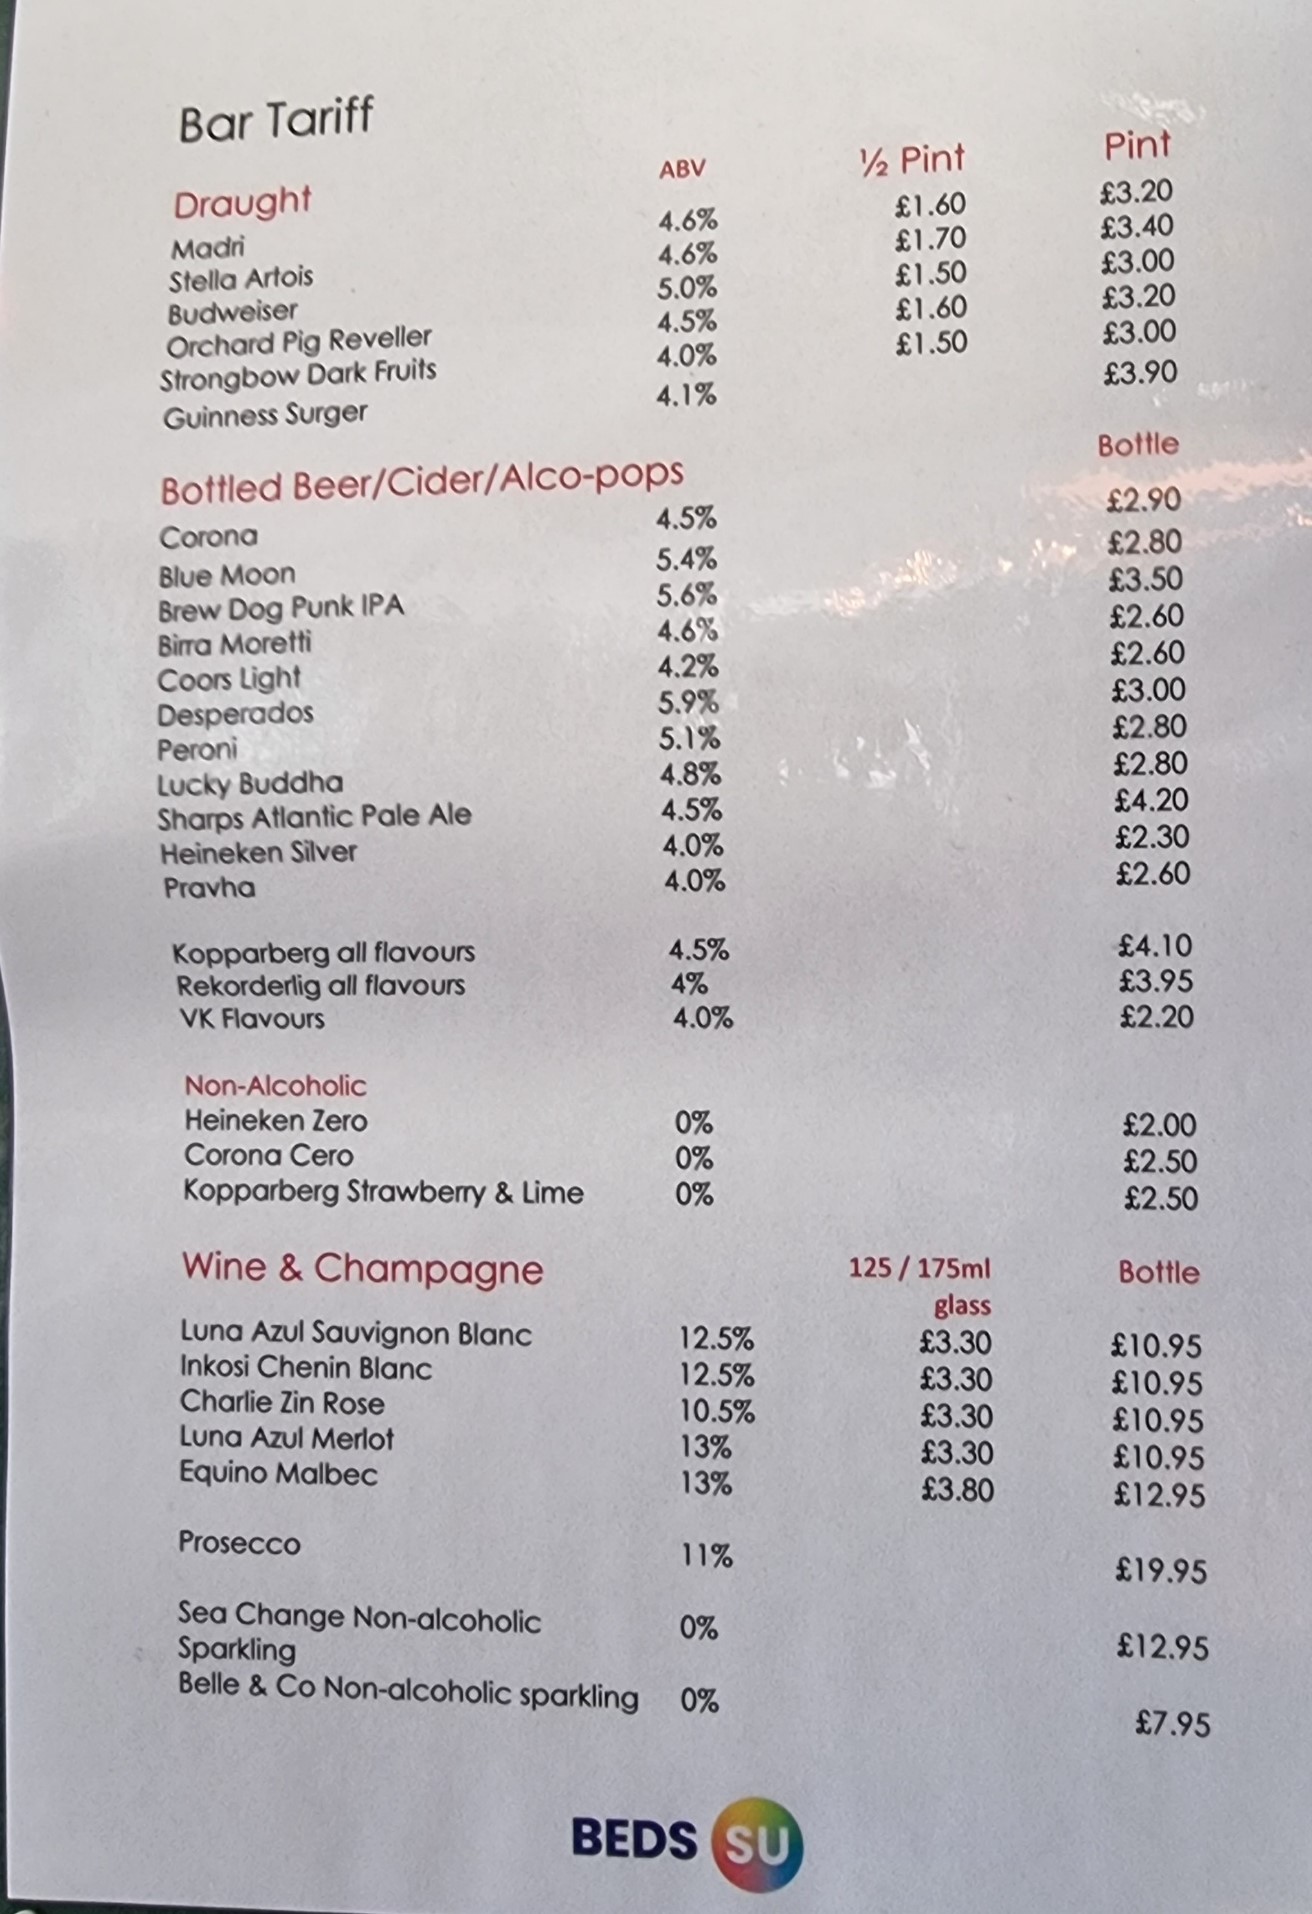 Bar Tariff
ABV ½ Pint Pint
Draught
Madri 4.6% £1.60 £3.20
Stella Artois 4.6% £1.70 £3.40
Budweiser 5.0% £1.50 £3.00
Orchard Pig Reveller 4.5% £1.60 £3.20
Strongbow Dark Fruits 4.0% £1.50 £3.00
Guinness Surger 4.1% £3.90
Bottled Beer/Cider/Alco-pops Bottle
Corona 4.5% £2.90
Blue Moon 5.4% £2.80
Brew Dog Punk IPA 5.6% £3.50
Birra Moretti 4.6% £2.60
Coors Light 4.2% £2.60
Desperados 5.9% £3.00
Peroni 5.1% £2.80
Lucky Buddha 4.8% £2.80
Sharps Atlantic Pale Ale 4.5% £4.20
Heineken Silver 4.0% £2.30
Pravha 4.0% £2.60
Kopparberg all flavours 4.5% £4.10
Rekorderlig all flavours 4% £3.95
VK Flavours 4.0% £2.20
Non-Alcoholic
Heineken Zero 0% £2.00
Corona Cero 0% £2.50
Kopparberg Strawberry & Lime 0% £2.50
Wine & Champagne 125 / 175ml Bottle
glass
Luna Azul Sauvignon Blanc 12.5% £3.30 £10.95
Inkosi Chenin Blanc 12.5% £3.30 £10.95
Charlie Zin Rose 10.5% £3.30 £10.95
Luna Azul Merlot 13% £3.30 £10.95
Equino Malbec 13% £3.80 £12.95
Prosecco 11% £19.95
Sea Change Non-alcoholic 0%
Sparkling £12.95
Belle & Co Non-alcoholic sparkling 0% £7.95
BEDS SU